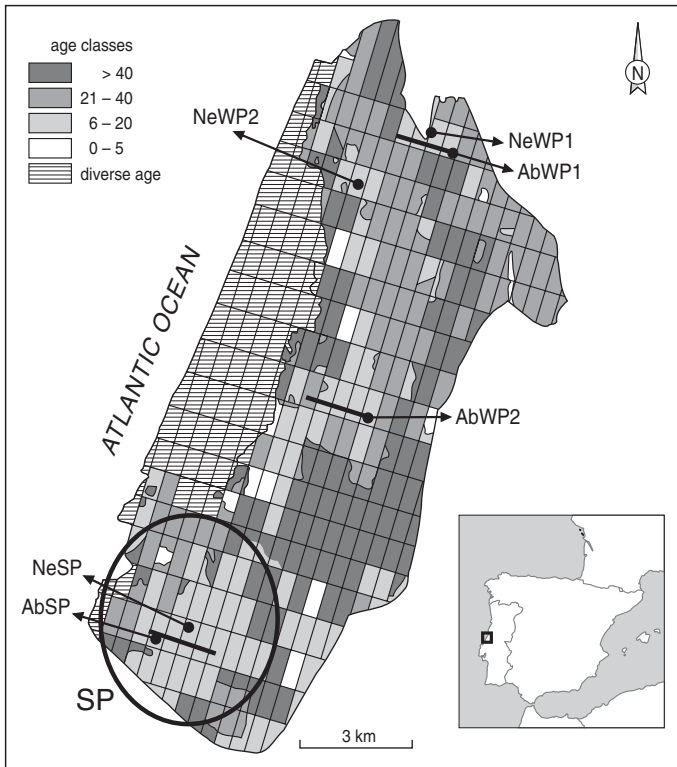 age classes
> 40
21 – 40
6 – 20
0 – 5
diverse age
N
NeWP2
NeWP1
AbWP1
ATLANTIC OCEAN
AbWP2
NeSP
AbSP
SP
3 km